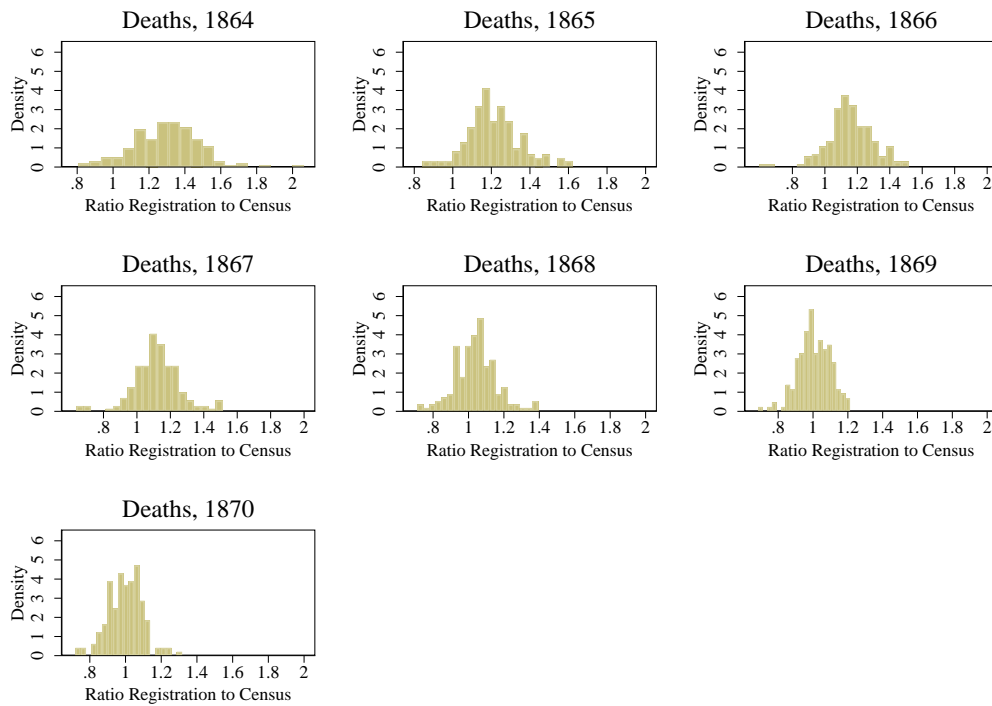 Deaths, 1864
Density
0 1 2 3 4 5 6
.8 1 1.2 1.4 1.6 1.8 2
Ratio Registration to Census
Deaths, 1865
Density
0 1 2 3 4 5 6
.8 1 1.2 1.4 1.6 1.8 2
Ratio Registration to Census
Deaths, 1866
Density
0 1 2 3 4 5 6
.6 .8 1 1.2 1.4 1.6 1.8 2
Ratio Registration to Census
Deaths, 1867
Density
0 1 2 3 4 5 6
.8 1 1.2 1.4 1.6 1.8 2
Ratio Registration to Census
Deaths, 1868
Density
0 1 2 3 4 5 6
.8 1 1.2 1.4 1.6 1.8 2
Ratio Registration to Census
Deaths, 1869
Density
0 1 2 3 4 5 6
.8 1 1.2 1.4 1.6 1.8 2
Ratio Registration to Census
Deaths, 1870
Density
0 1 2 3 4 5 6
.8 1 1.2 1.4 1.6 1.8 2
Ratio Registration to Census